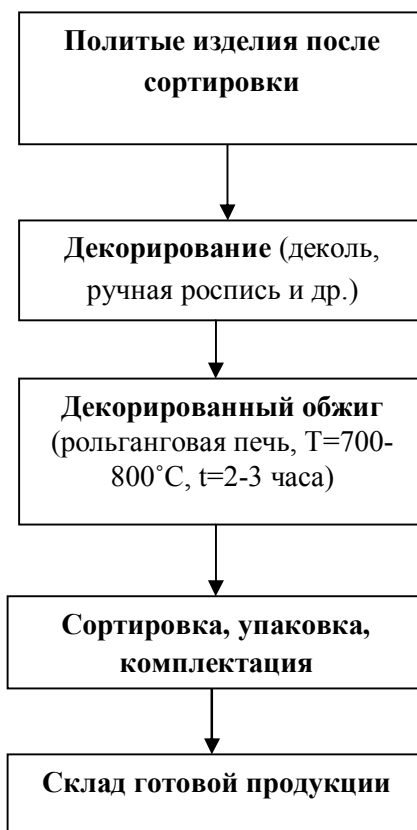 Политые изделия после
сортировки
Декорирование (деколь,
ручная роспись и др.)
Декорированный обжиг
(рольганговая печь, Т=700-
800˚С, t=2-3 часа)
Сортировка, упаковка,
комплектация
Склад готовой продукции